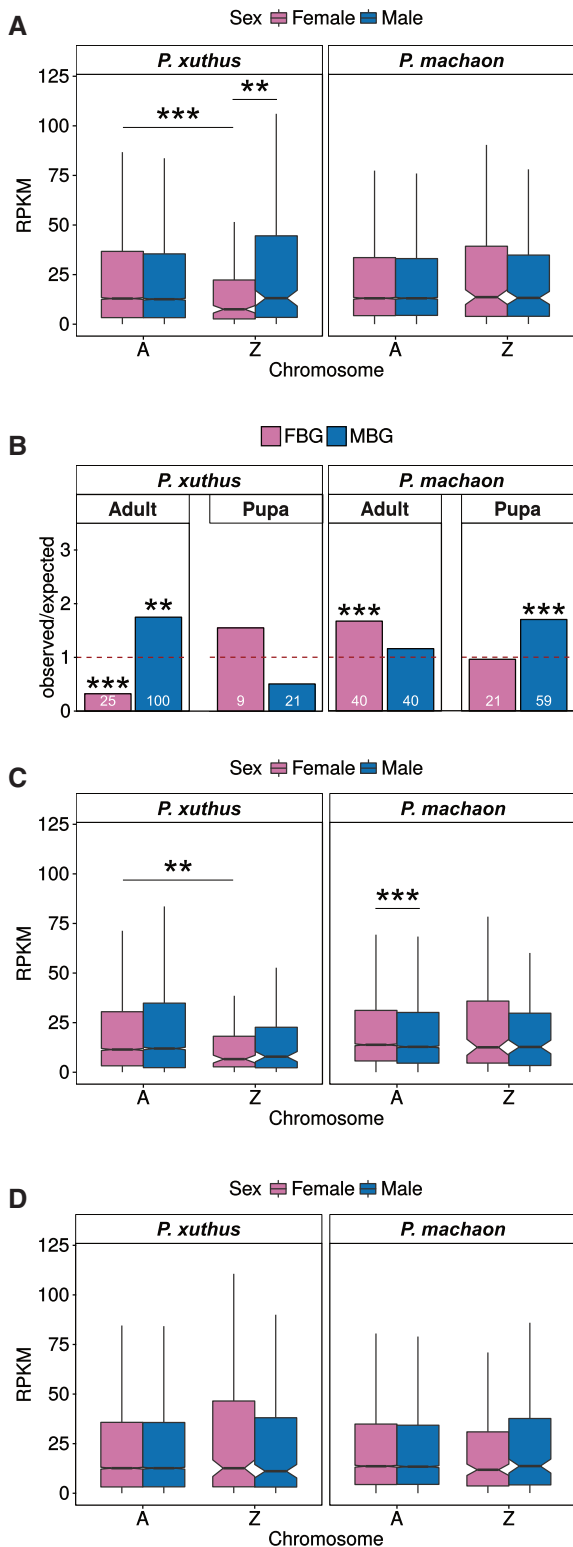 A
Sex Female Male
P. xuthus P. machaon
125
100
75
50
25
0
RPKM
***
**
A Z A Z
Chromosome
B
FBG MBG
P. xuthus P. machaon
Adult Pupa Adult Pupa
observed/expected
3
2
1
0
*** ** *** ***
25 100 9 21 40 40 21 59
C
Sex Female Male
P. xuthus P. machaon
125
100
75
50
25
0
RPKM
** ***
A Z A Z
Chromosome
D
Sex Female Male
P. xuthus P. machaon
125
100
75
50
25
0
RPKM
A Z A Z
Chromosome